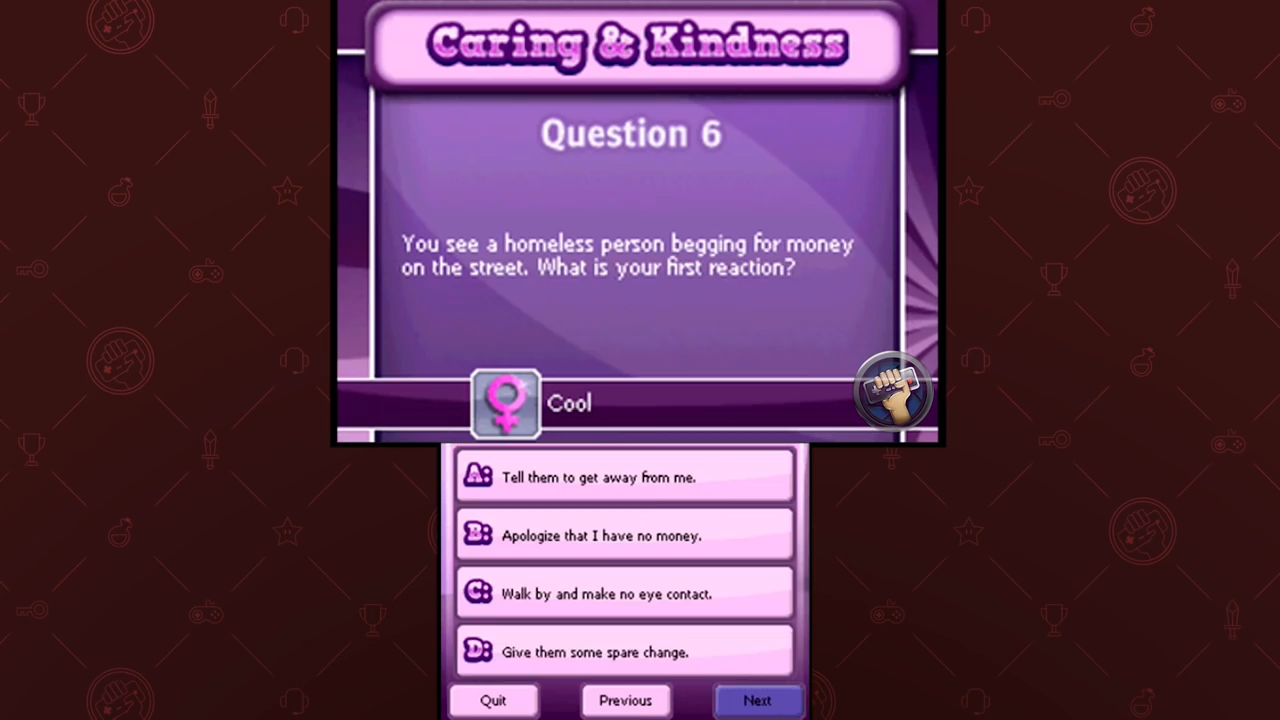 Caring & Kindness
Question 6
You see a homeless person begging for money
on the street. What is your first reaction?
Cool
A: Tell them to get away from me.
B: Apologize that I have no money.
C: Walk by and make no eye contact.
D: Give them some spare change.
Quit Previous Next